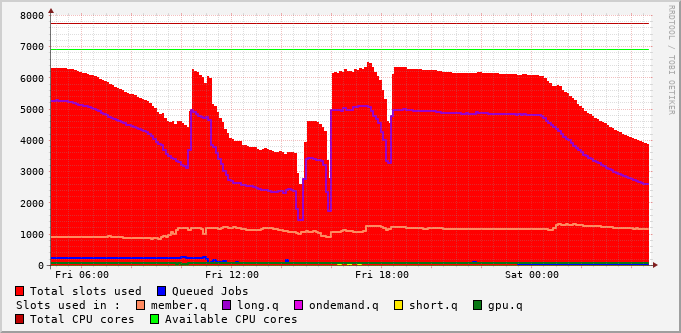 8000
7000
6000
5000
4000
3000
2000
1000
0
Fri 06:00 Fri 12:00 Fri 18:00 Sat 00:00
RRDTOOL / TOBI OETIKER
Total slots used Queued Jobs
Slots used in : member.q long.q ondemand.q short.q gpu.q
Total CPU cores Available CPU cores